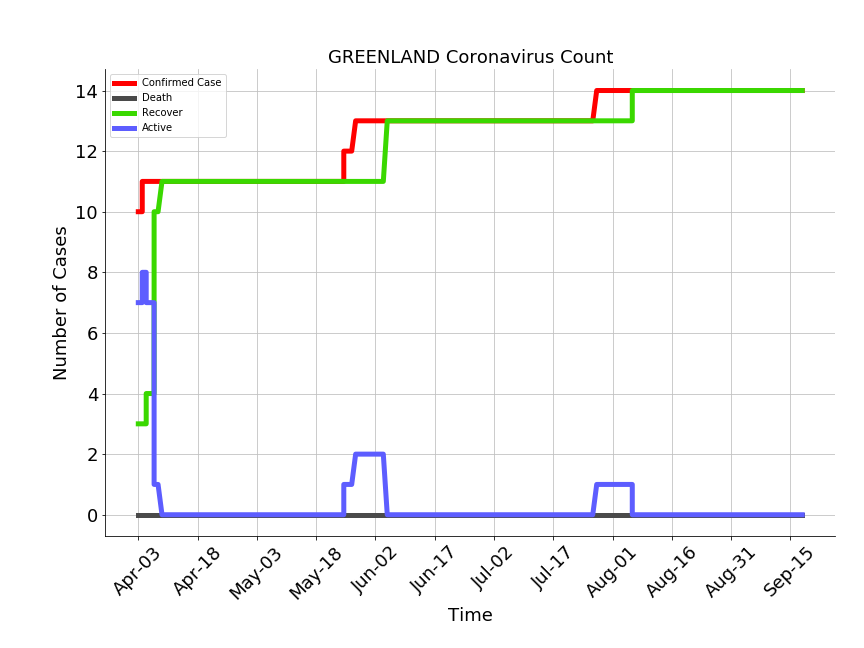 GREENLAND Coronavirus Count
Confirmed Case
Death
Recover
Active
14
12
10
8
6
4
2
0
Number of Cases
Apr-03
Apr-18
May-03
May-18
Jun-02
Jun-17
Jul-02
Jul-17
Aug-01
Aug-16
Aug-31
Sep-15
Time